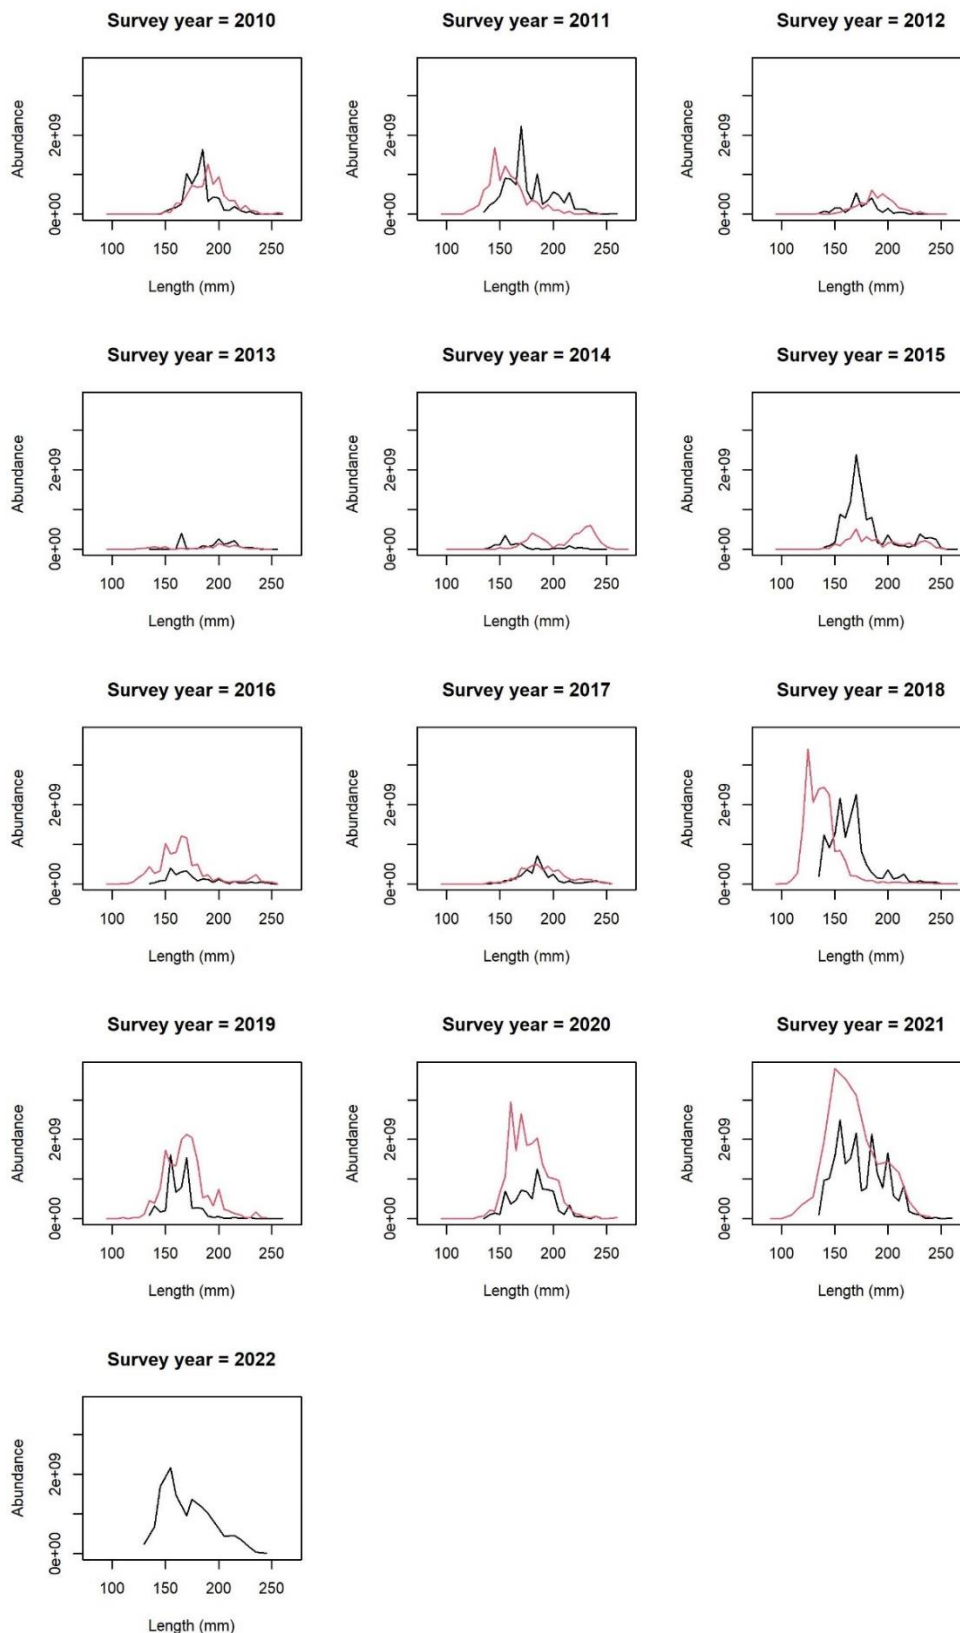 Survey year = 2010
Abundance
0e+00 2e+09
100 150 200 250
Length (mm)
Survey year = 2011
Abundance
0e+00 2e+09
100 150 200 250
Length (mm)
Survey year = 2012
Abundance
0e+00 2e+09
100 150 200 250
Length (mm)
Survey year = 2013
Abundance
0e+00 2e+09
100 150 200 250
Length (mm)
Survey year = 2014
Abundance
0e+00 2e+09
100 150 200 250
Length (mm)
Survey year = 2015
Abundance
0e+00 2e+09
100 150 200 250
Length (mm)
Survey year = 2016
Abundance
0e+00 2e+09
100 150 200 250
Length (mm)
Survey year = 2017
Abundance
0e+00 2e+09
100 150 200 250
Length (mm)
Survey year = 2018
Abundance
0e+00 2e+09
100 150 200 250
Length (mm)
Survey year = 2019
Abundance
0e+00 2e+09
100 150 200 250
Length (mm)
Survey year = 2020
Abundance
0e+00 2e+09
100 150 200 250
Length (mm)
Survey year = 2021
Abundance
0e+00 2e+09
100 150 200 250
Length (mm)
Survey year = 2022
Abundance
0e+00 2e+09
100 150 200 250
Length (mm)